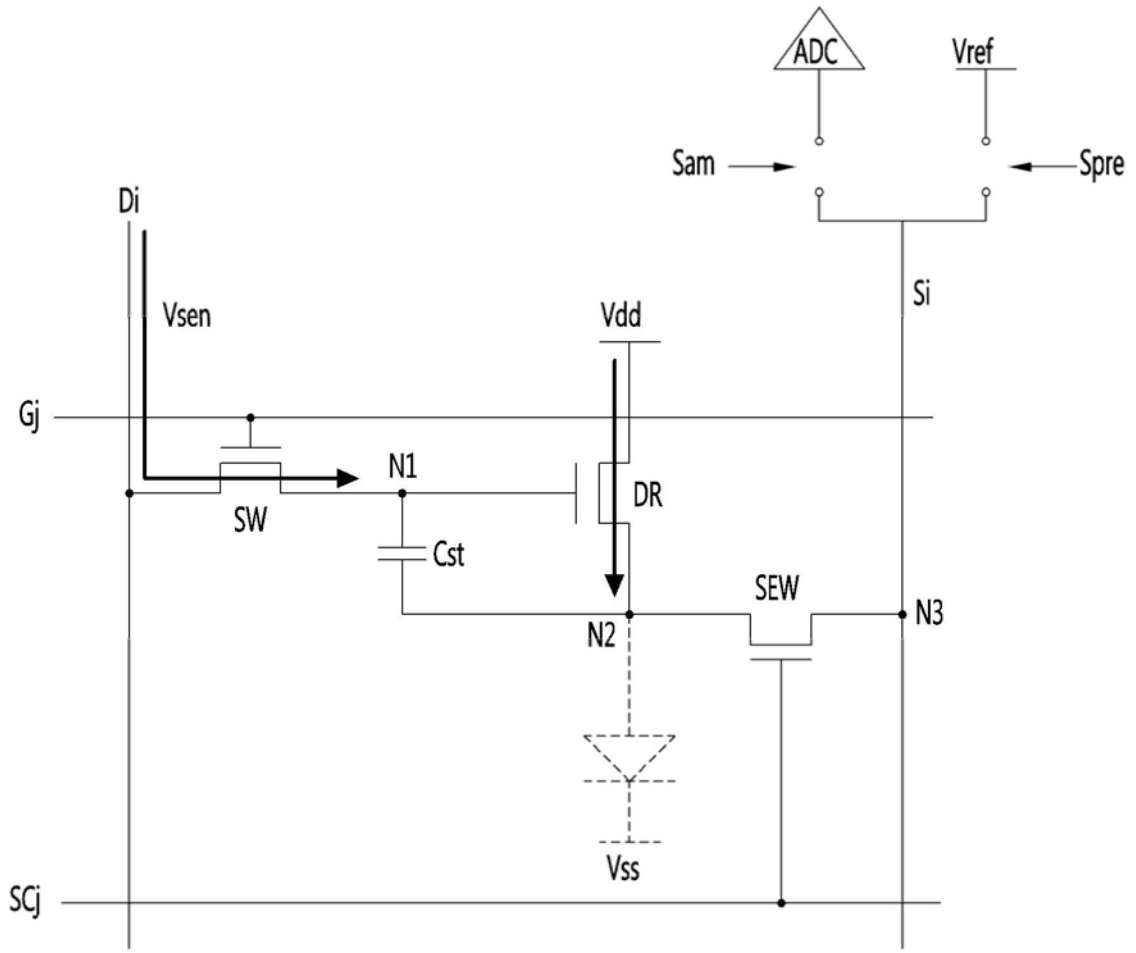 ADC
Vref
Sam
Spre
Di
Si
Vsen
Vdd
Gj
N1
DR
SW
Cst
SEW
N2
N3
Vss
SCj